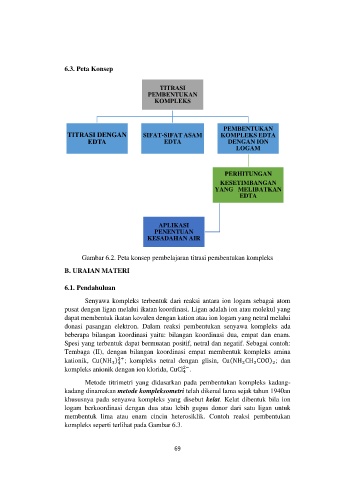 6.3. Peta Konsep
TITRASI
PEMBENTUKAN
KOMPLEKS
TITRASI DENGAN
EDTA
SIFAT-SIFAT ASAM
EDTA
PEMBENTUKAN
KOMPLEKS EDTA
DENGAN ION
LOGAM
PERHITUNGAN
KESETIMBANGAN
YANG MELIBATKAN
EDTA
APLIKASI
PENENTUAN
KESADAHAN AIR
Gambar 6.2. Peta konsep pembelajaran titrasi pembentukan kompleks
B. URAIAN MATERI
6.1. Pendahuluan
Senyawa kompleks terbentuk dari reaksi antara ion logam sebagai atom
pusat dengan ligan melalui ikatan koordinasi. Ligan adalah ion atau molekul yang
dapat membentuk ikatan kovalen dengan kation atau ion logam yang netral melalui
donasi pasangan elektron. Dalam reaksi pembentukan senyawa kompleks ada
beberapa bilangan koordinasi yaitu: bilangan koordinasi dua, empat dan enam.
Spesi yang terbentuk dapat bermuatan positif, netral dan negatif. Sebagai contoh:
Tembaga (II), dengan bilangan koordinasi empat membentuk kompleks amina
kationik, Cu(NH₃)₄²⁺; kompleks netral dengan glisin, Cu(NH₂CH₂COO)₂; dan
kompleks anionik dengan ion klorida, CuCl₄²⁻.
Metode titrimetri yang didasarkan pada pembentukan kompleks kadang-
kadang dinamakan metode kompleksometri telah dikenal lama sejak tahun 1940an
khususnya pada senyawa kompleks yang disebut kelat. Kelat dibentuk bila ion
logam berkoordinasi dengan dua atau lebih gugus donor dari satu ligan untuk
membentuk lima atau enam cincin heterosiklik. Contoh reaksi pembentukan
kompleks seperti terlihat pada Gambar 6.3.
69